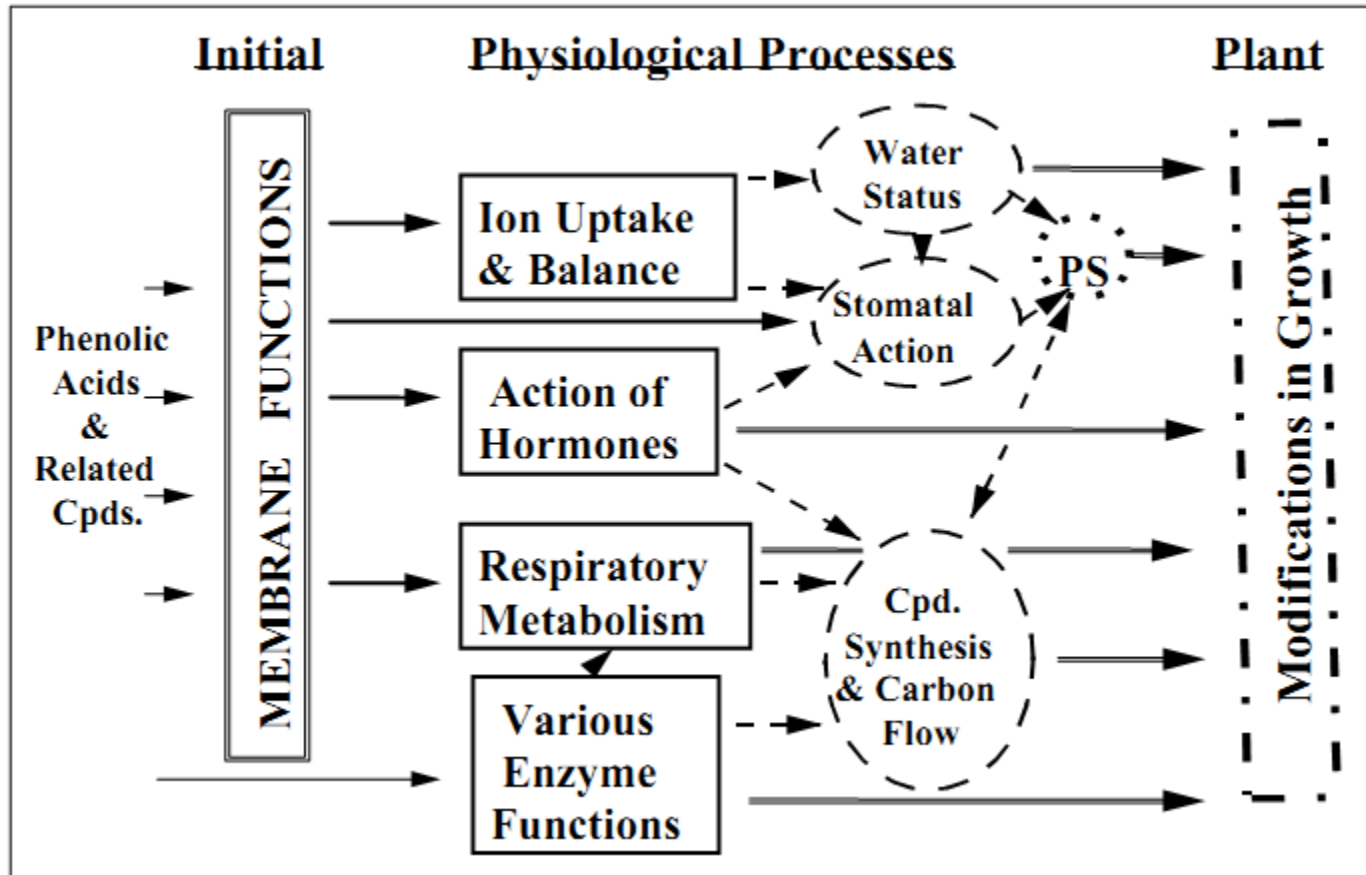 Initial
Physiological Processes
Plant
Phenolic
Acids
&
Related
Cpds.
MEMBRANE FUNCTIONS
Ion Uptake
& Balance
Action of
Hormones
Respiratory
Metabolism
Various
Enzyme
Functions
Water
Status
Stomatal
Action
PS
Cpd.
Synthesis
& Carbon
Flow
Modifications in Growth